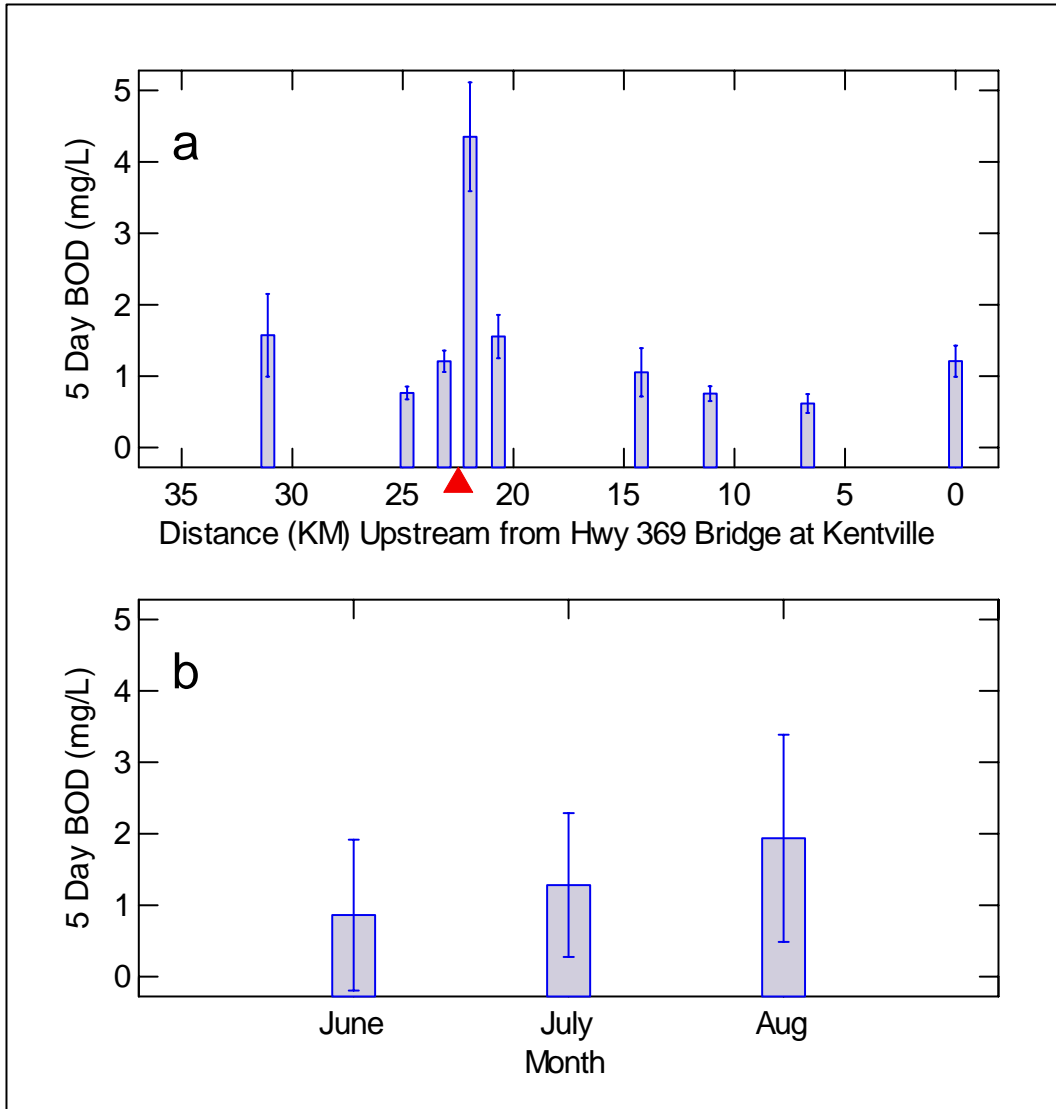 a
5 Day BOD (mg/L)
5
4
3
2
1
0
35 30 25 20 15 10 5 0
Distance (KM) Upstream from Hwy 369 Bridge at Kentville
b
5 Day BOD (mg/L)
5
4
3
2
1
0
June July Aug
Month